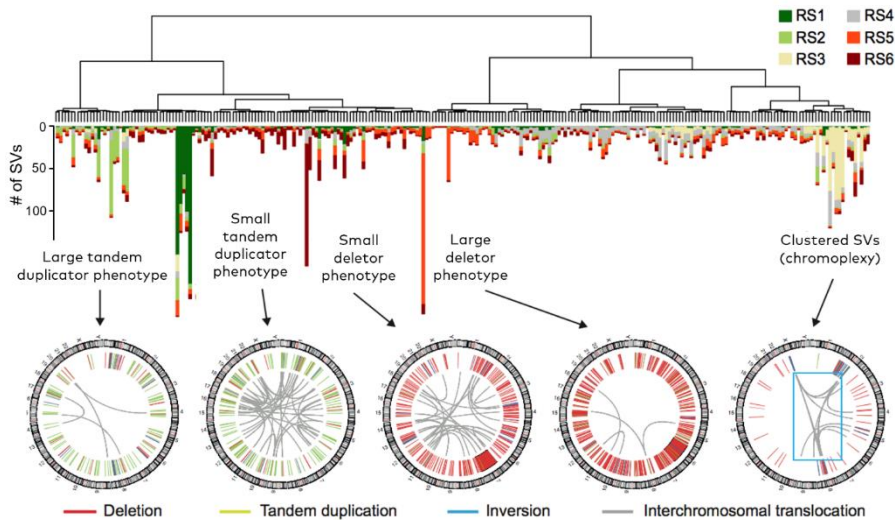 RS1 RS4
RS2 RS5
RS3 RS6
0
50
100
# of SVs
Large tandem
duplicator phenotype
Small
tandem
duplicator
phenotype
Small
deletor
phenotype
Large
deletor
phenotype
Clustered SVs
(chromoplexy)
Deletion Tandem duplication Inversion Interchromosomal translocation